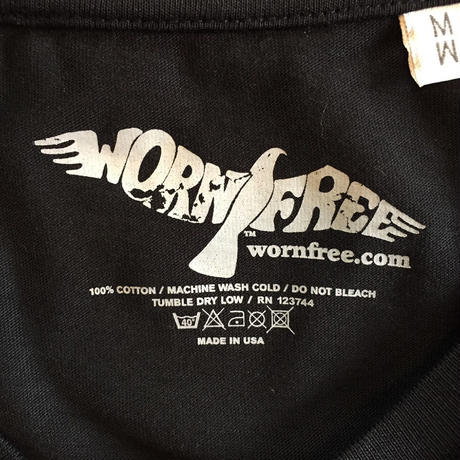 M
W
WORN FREE
™
wornfree.com
100% COTTON / MACHINE WASH COLD / DO NOT BLEACH
TUMBLE DRY LOW / RN 123744
40°
MADE IN USA